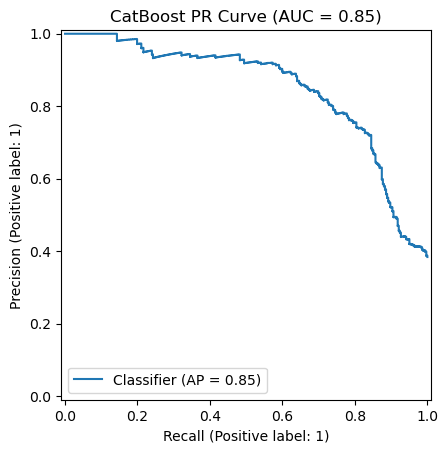 CatBoost PR Curve (AUC = 0.85)
1.0
0.8
0.6
0.4
0.2
0.0
Precision (Positive label: 1)
Classifier (AP = 0.85)
0.0 0.2 0.4 0.6 0.8 1.0
Recall (Positive label: 1)